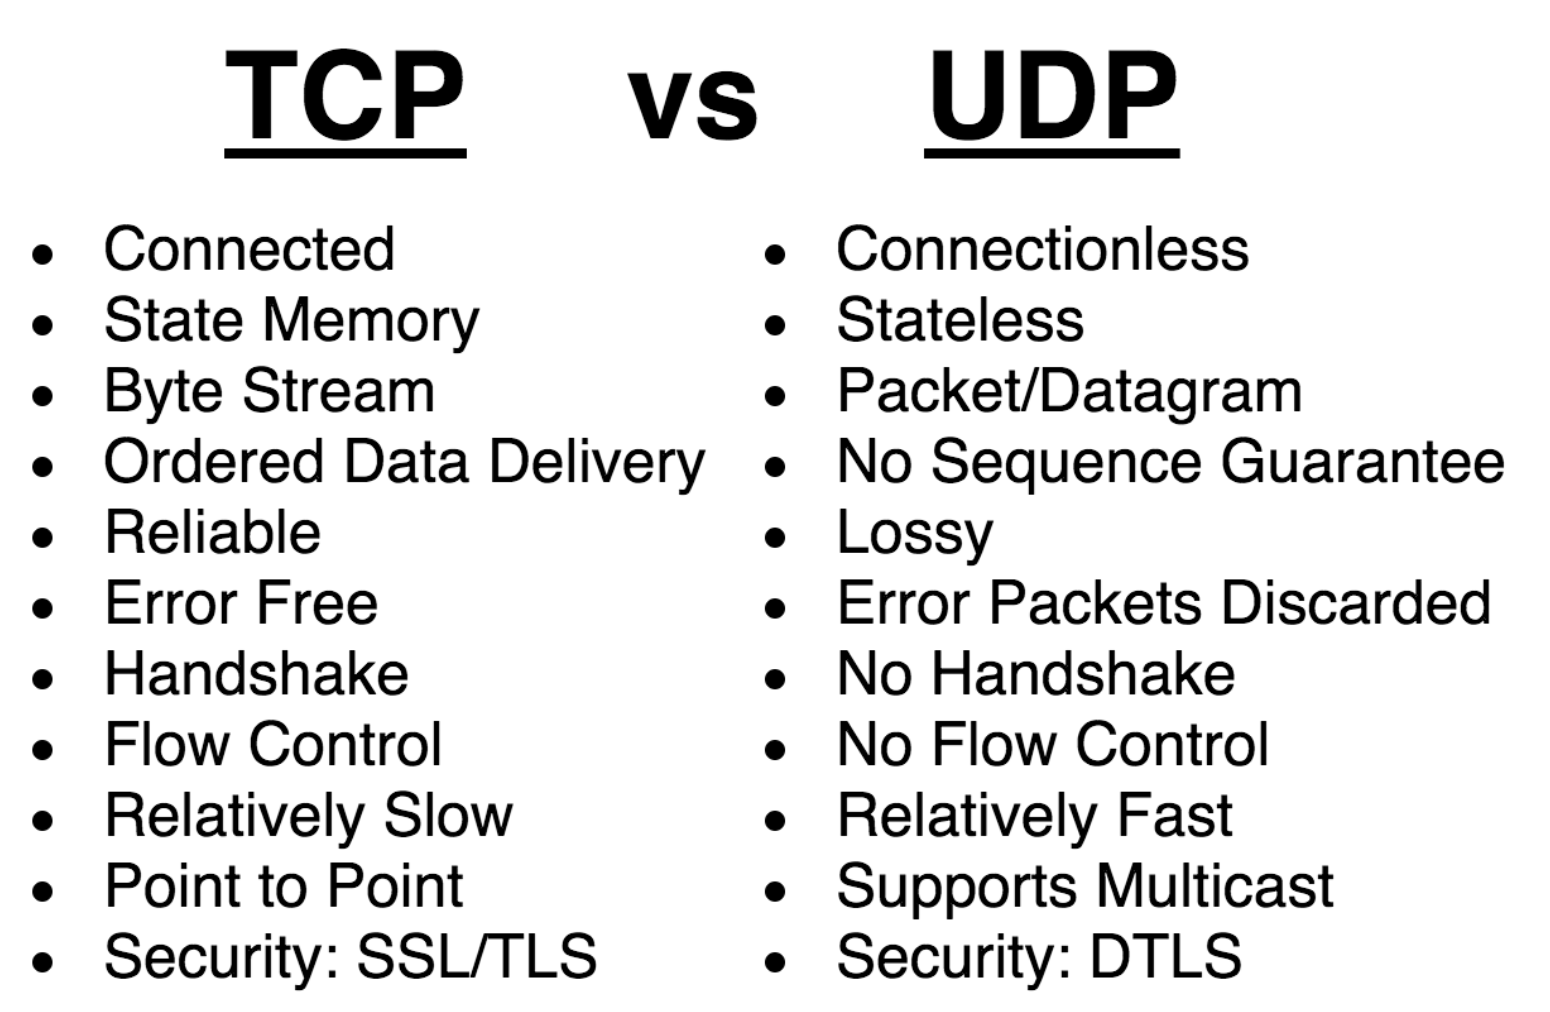 TCP vs UDP
• Connected
• State Memory
• Byte Stream
• Ordered Data Delivery
• Reliable
• Error Free
• Handshake
• Flow Control
• Relatively Slow
• Point to Point
• Security: SSL/TLS
• Connectionless
• Stateless
• Packet/Datagram
• No Sequence Guarantee
• Lossy
• Error Packets Discarded
• No Handshake
• No Flow Control
• Relatively Fast
• Supports Multicast
• Security: DTLS